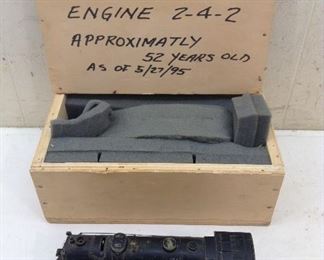 ENGINE 2-4-2
APPROXIMATLY
52 YEARS OLD
AS OF 5/27/95